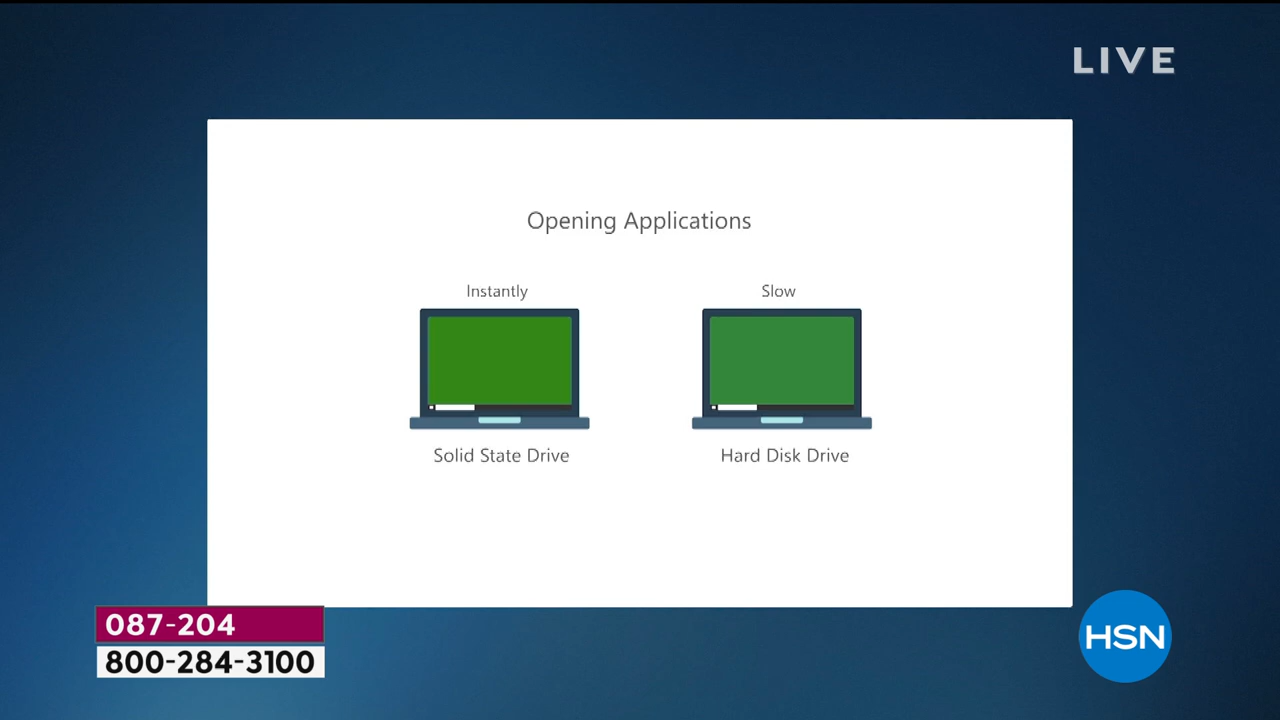 LIVE
Opening Applications
Instantly
Slow
Solid State Drive
Hard Disk Drive
087-204
800-284-3100
HSN